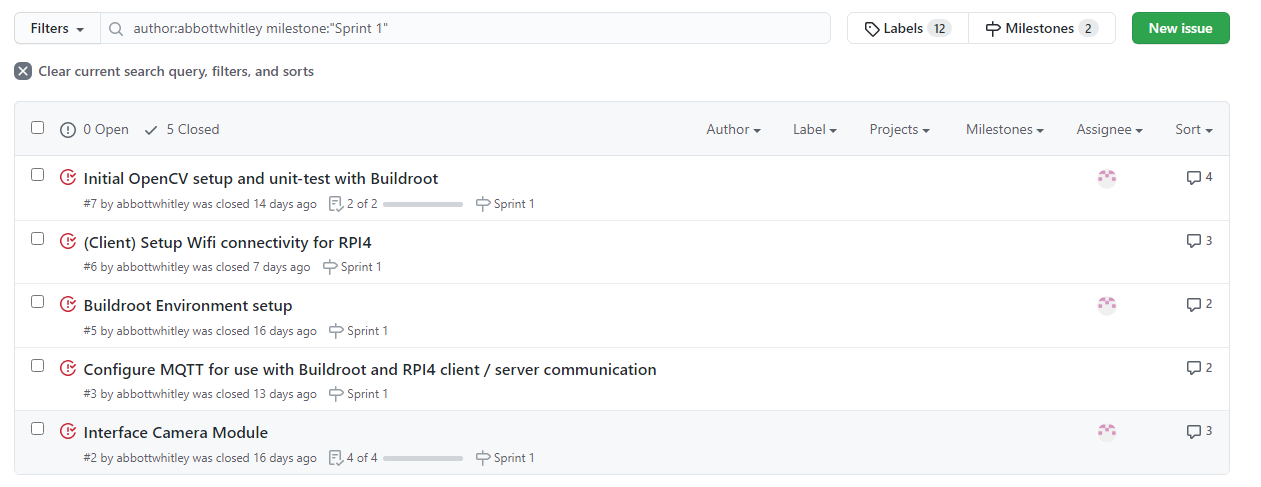 Filters author:abbottwhitley milestone:"Sprint 1" Labels 12 Milestones 2 New issue
Clear current search query, filters, and sorts
0 Open 5 Closed Author Label Projects Milestones Assignee Sort
Initial OpenCV setup and unit-test with Buildroot 4
#7 by abbottwhitley was closed 14 days ago 2 of 2 Sprint 1
(Client) Setup Wifi connectivity for RPI4 3
#6 by abbottwhitley was closed 7 days ago Sprint 1
Buildroot Environment setup 2
#5 by abbottwhitley was closed 16 days ago Sprint 1
Configure MQTT for use with Buildroot and RPI4 client / server communication 2
#3 by abbottwhitley was closed 13 days ago Sprint 1
Interface Camera Module 3
#2 by abbottwhitley was closed 16 days ago 4 of 4 Sprint 1